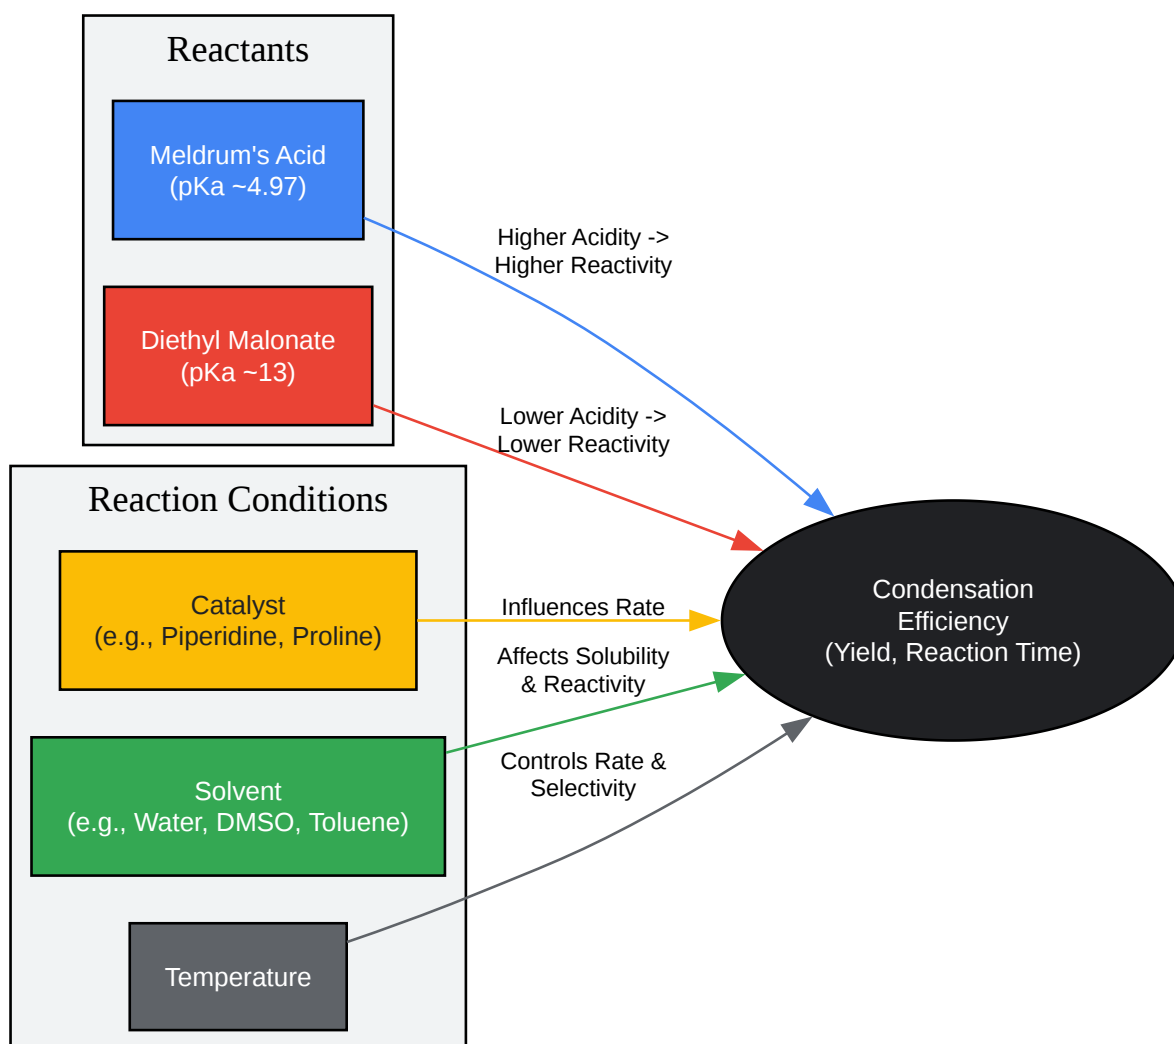 Reactants
Meldrum's Acid
(pKa ~4.97)
Diethyl Malonate
(pKa ~13)
Higher Acidity ->
Higher Reactivity
Lower Acidity ->
Lower Reactivity
Reaction Conditions
Catalyst
(e.g., Piperidine, Proline)
Solvent
(e.g., Water, DMSO, Toluene)
Temperature
Influences Rate
Affects Solubility
& Reactivity
Controls Rate &
Selectivity
Condensation
Efficiency
(Yield, Reaction Time)